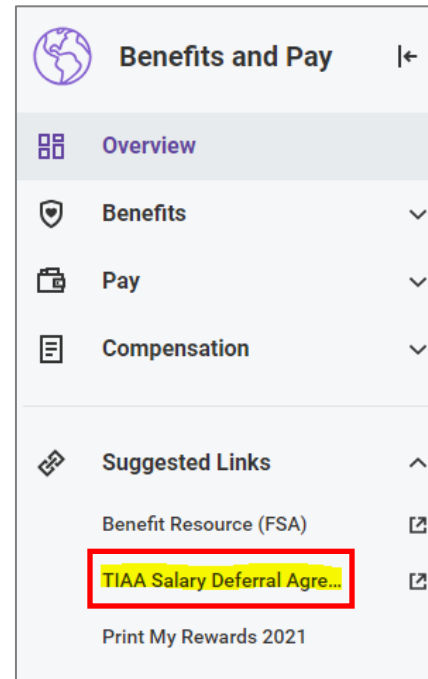 Benefits and Pay
Overview
Benefits
Pay
Compensation
Suggested Links
Benefit Resource (FSA)
TIAA Salary Deferral Agre...
Print My Rewards 2021